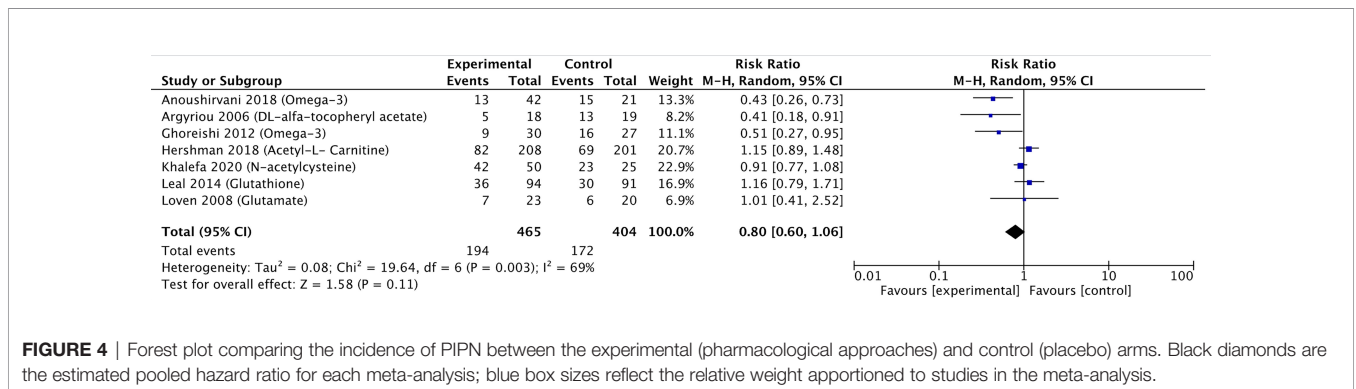 Experimental Control Risk Ratio Risk Ratio
Study or Subgroup Events Total Events Total Weight M-H, Random, 95% CI M-H, Random, 95% CI
Anoushirvani 2018 (Omega-3) 13 42 15 21 13.3% 0.43 [0.26, 0.73]
Argyriou 2006 (DL-alfa-tocopheryl acetate) 5 18 13 19 8.2% 0.41 [0.18, 0.91]
Ghoreishi 2012 (Omega-3) 9 30 16 27 11.1% 0.51 [0.27, 0.95]
Hershman 2018 (Acetyl-L- Carnitine) 82 208 69 201 20.7% 1.15 [0.89, 1.48]
Khalefa 2020 (N-acetylcysteine) 42 50 23 25 22.9% 0.91 [0.77, 1.08]
Leal 2014 (Glutathione) 36 94 30 91 16.9% 1.16 [0.79, 1.71]
Loven 2008 (Glutamate) 7 23 6 20 6.9% 1.01 [0.41, 2.52]
Total (95% CI) 465 404 100.0% 0.80 [0.60, 1.06]
Total events 194 172
Heterogeneity: Tau² = 0.08; Chi² = 19.64, df = 6 (P = 0.003); I² = 69%
Test for overall effect: Z = 1.58 (P = 0.11)
0.01 0.1 1 10 100
Favours [experimental] Favours [control]
FIGURE 4 | Forest plot comparing the incidence of PIPN between the experimental (pharmacological approaches) and control (placebo) arms. Black diamonds are
the estimated pooled hazard ratio for each meta-analysis; blue box sizes reflect the relative weight apportioned to studies in the meta-analysis.